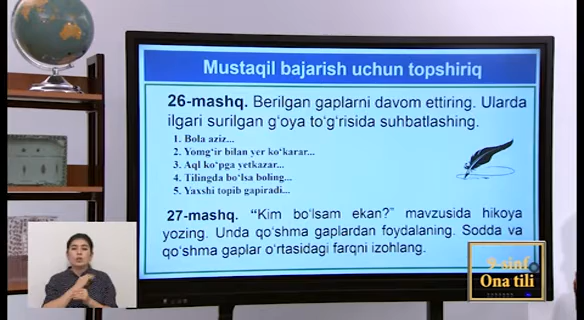 Mustaqil bajarish uchun topshiriq
26-mashq. Berilgan gaplarni davom ettiring. Ularda
ilgari surilgan g‘oya to‘g‘risida suhbatlashing.
1. Bola aziz...
2. Yomg‘ir bilan yer ko‘karar...
3. Aql ko‘pga yetkazar...
4. Tilingda bo‘lsa boling...
5. Yaxshi topib gapiradi...
27-mashq. “Kim bo‘lsam ekan?” mavzusida hikoya
yozing. Unda qo‘shma gaplardan foydalaning. Sodda va
qo‘shma gaplar o‘rtasidagi farqni izohlang.
9-sinf
Ona tili